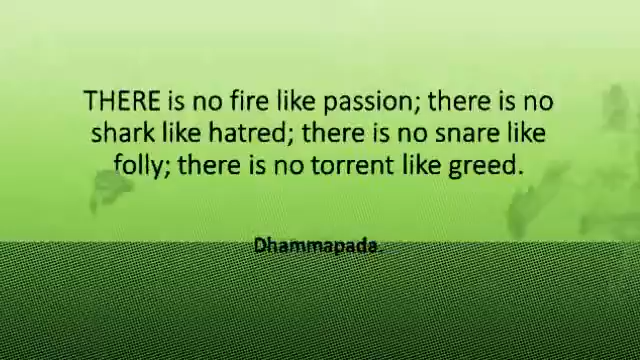 THERE is no fire like passion; there is no
shark like hatred; there is no snare like
folly; there is no torrent like greed.
Dhammapada.